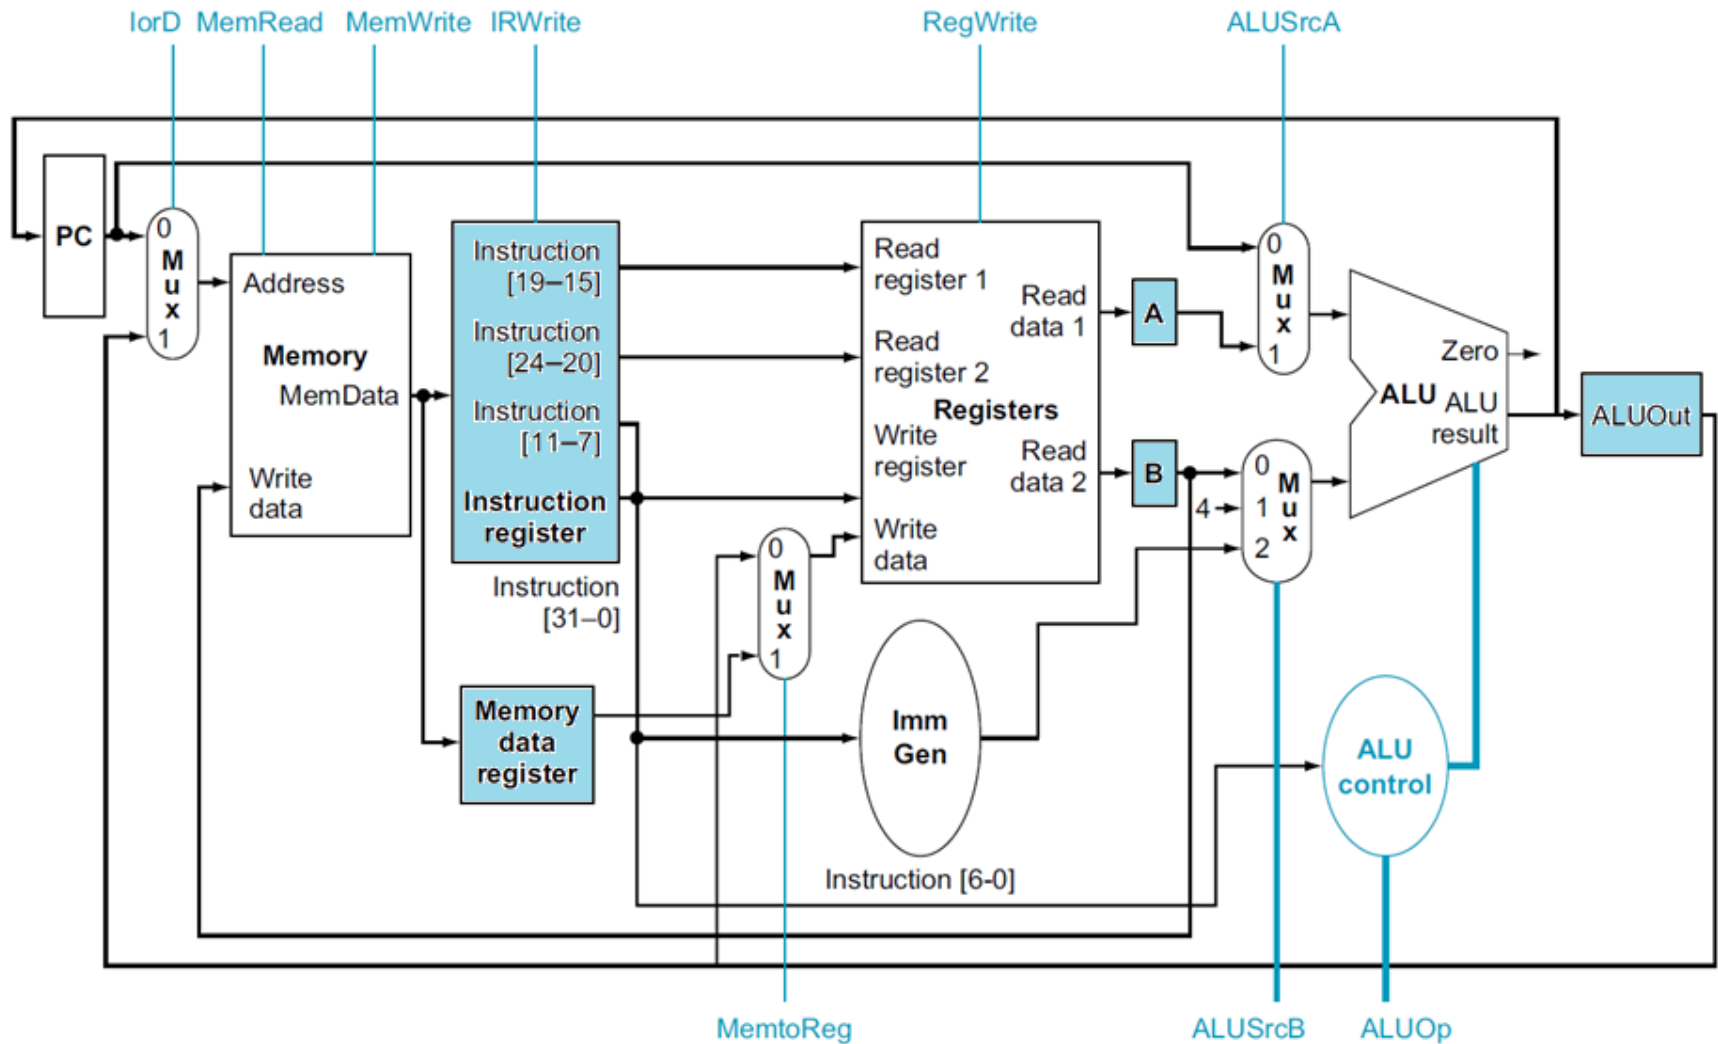 IorD MemRead MemWrite IRWrite RegWrite ALUSrcA
PC
0
M
u
x
1
Address
Memory
MemData
Write
data
Instruction
[19–15]
Instruction
[24–20]
Instruction
[11–7]
Instruction
register
Instruction
[31–0]
Memory
data
register
0
M
u
x
1
Read
register 1
Read
register 2
Registers
Write
register
Write
data
Read
data 1
Read
data 2
Imm
Gen
Instruction [6-0]
A
B
4
0
M
u
x
1
0
1
2
M
u
x
Zero
ALU
ALU
result
ALUOut
ALU
control
MemtoReg ALUSrcB ALUOp